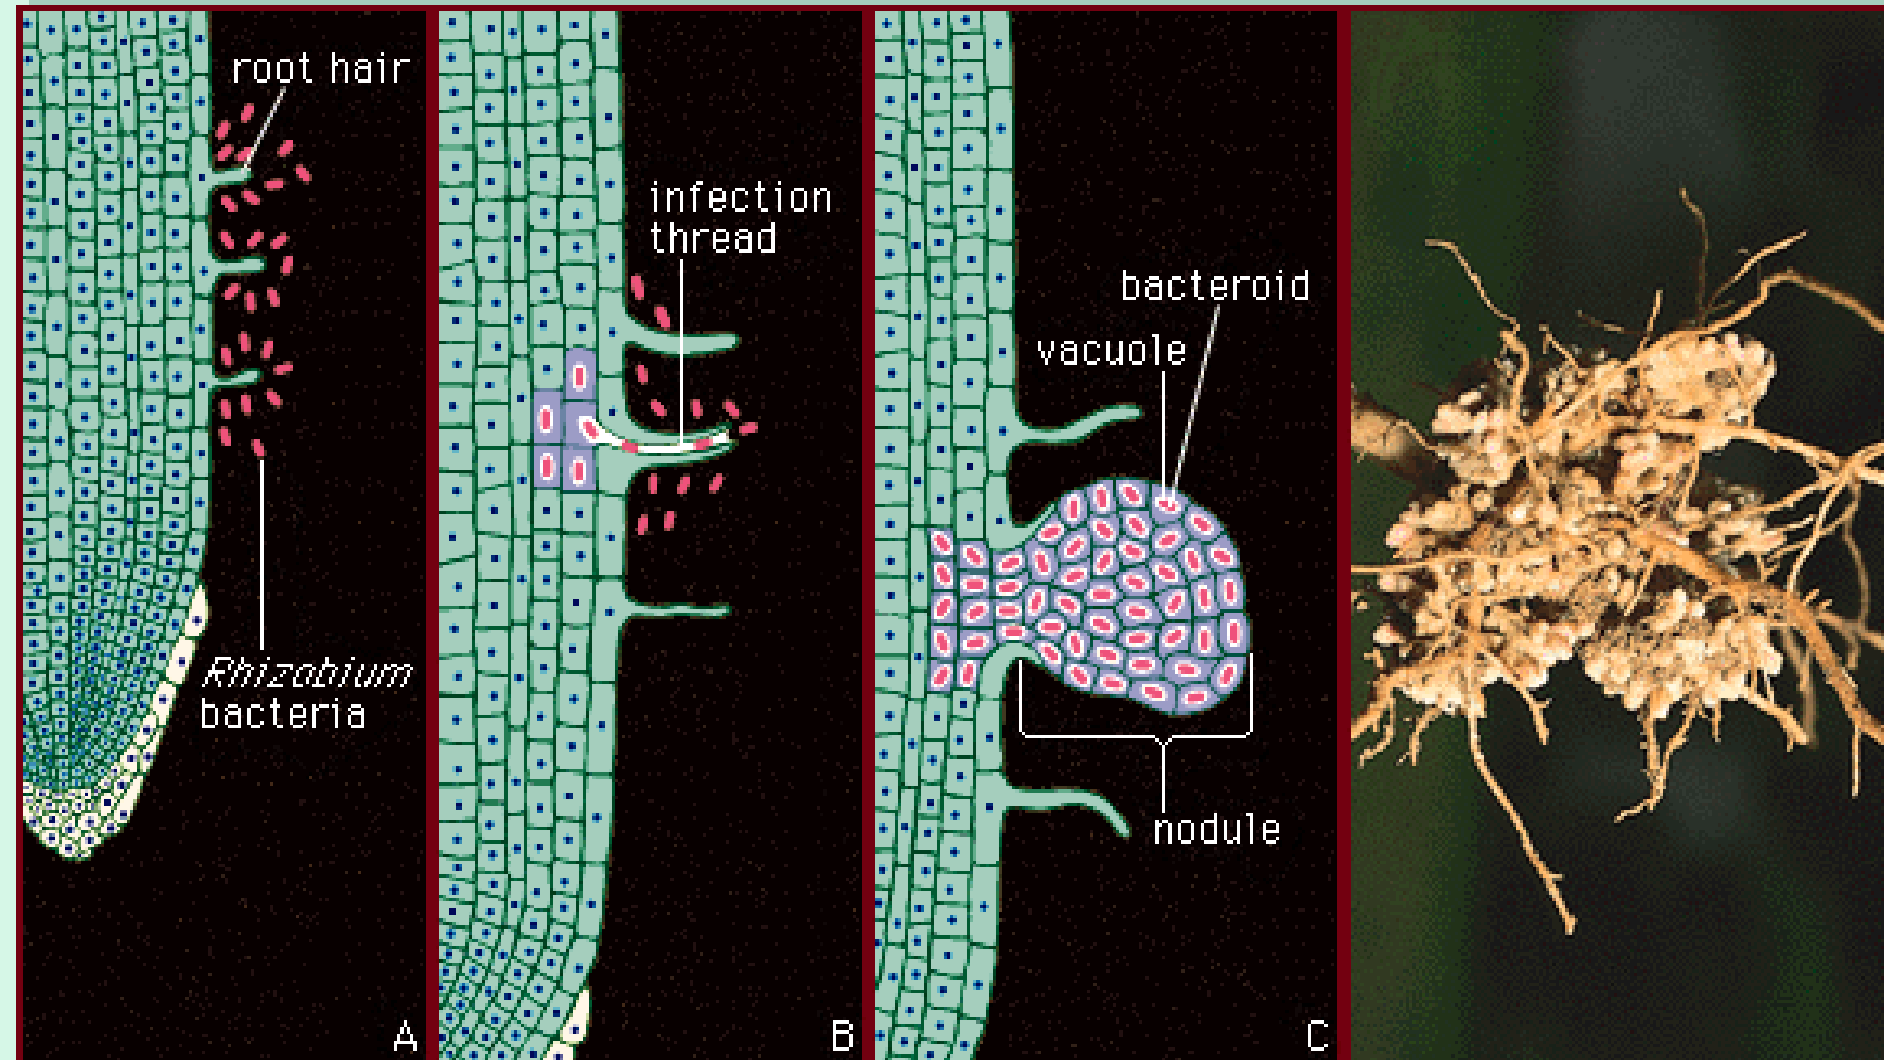 root hair
Rhizobium
bacteria
A
infection
thread
B
bacteroid
vacuole
nodule
C